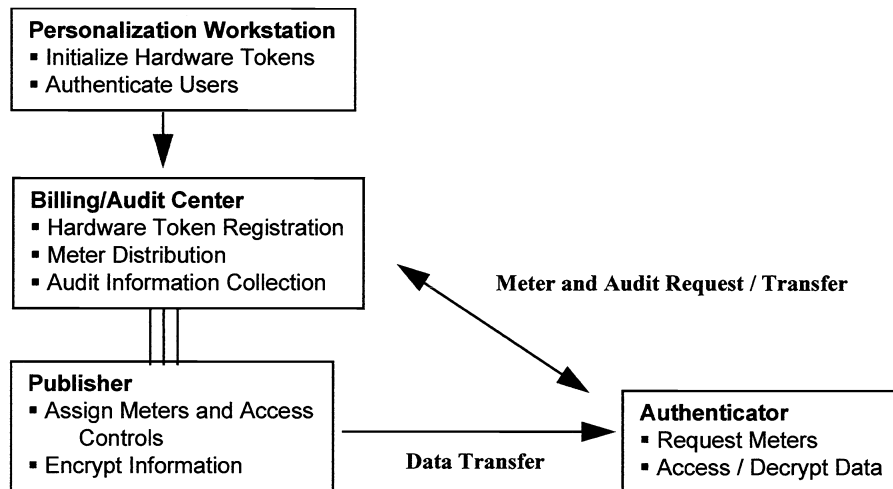 Personalization Workstation
▪ Initialize Hardware Tokens
▪ Authenticate Users
Billing/Audit Center
▪ Hardware Token Registration
▪ Meter Distribution
▪ Audit Information Collection
Meter and Audit Request / Transfer
Publisher
▪ Assign Meters and Access
Controls
▪ Encrypt Information
Data Transfer
Authenticator
▪ Request Meters
▪ Access / Decrypt Data